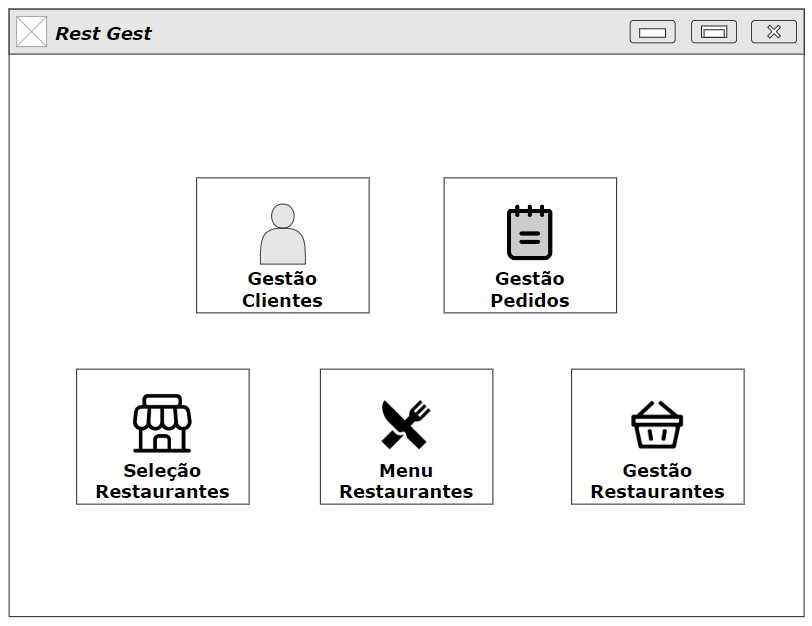 Rest Gest
Gestão
Clientes
Gestão
Pedidos
Seleção
Restaurantes
Menu
Restaurantes
Gestão
Restaurantes